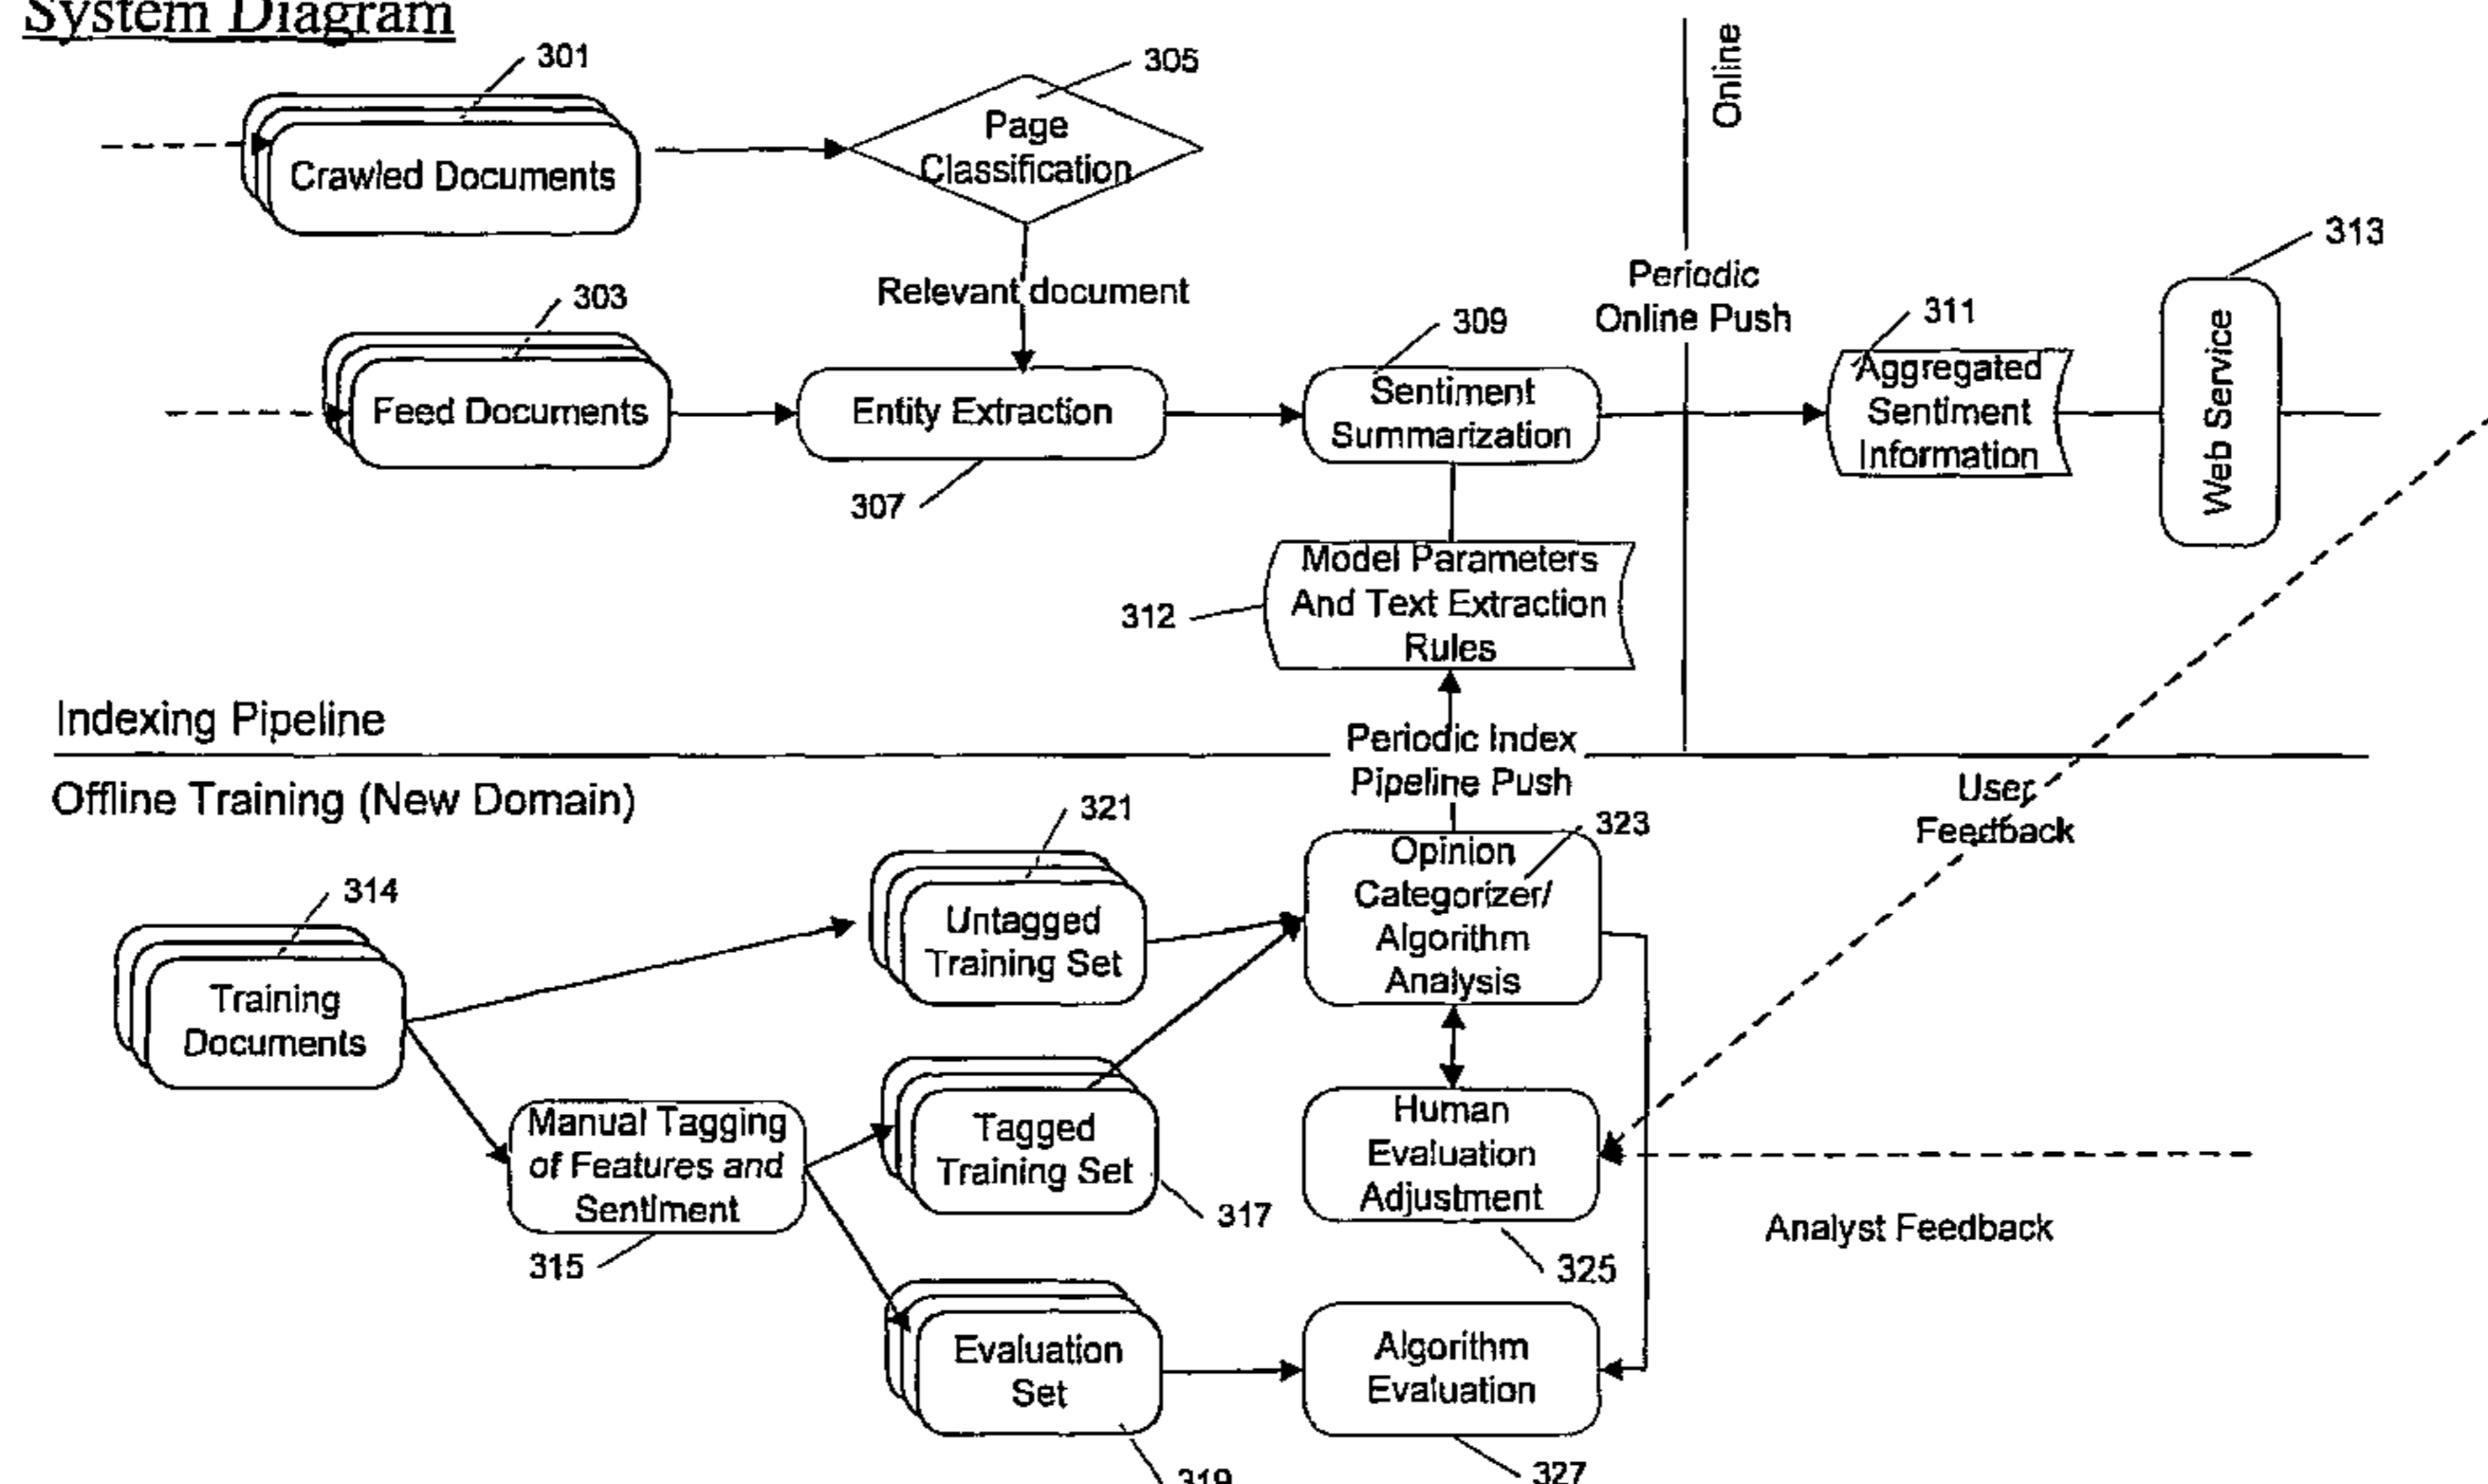 System Diagram
301
305
Online
Page
Classification
Crawled Documents
313
Relevant document
Periodic
Online Push
303
309
311
Feed Documents
Entity Extraction
Sentiment
Summarization
Aggregated
Sentiment
Information
Web Service
307
Model Parameters
And Text Extraction
Rules
312
Indexing Pipeline
Periodic Index
Pipeline Push
Offline Training (New Domain)
User
Feedback
321
323
314
Untagged
Training Set
Opinion
Categorizer/
Algorithm
Analysis
Training
Documents
Manual Tagging
of Features and
Sentiment
Tagged
Training Set
Human
Evaluation
Adjustment
317
315
325
Analyst Feedback
Evaluation
Set
Algorithm
Evaluation
319
327